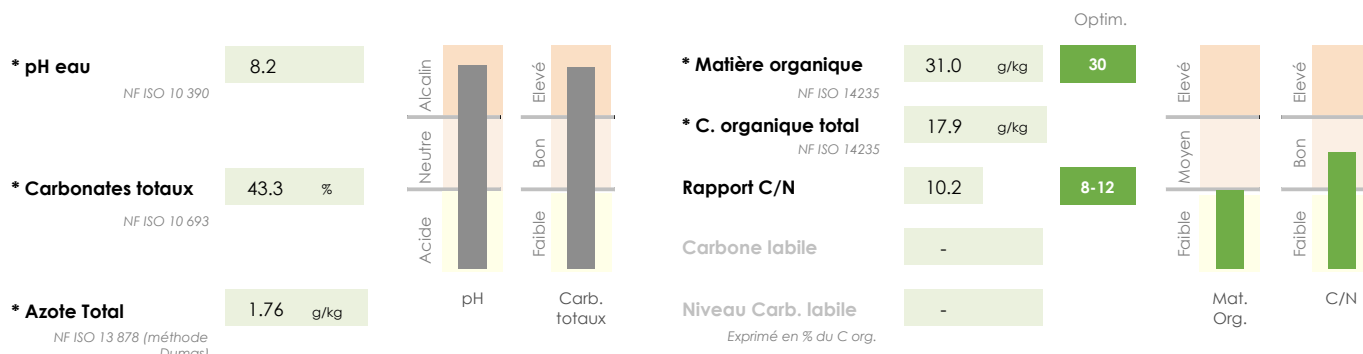 * pH eau 8.2
NF ISO 10 390
* Carbonates totaux 43.3 %
NF ISO 10 693
* Azote Total 1.76 g/kg
NF ISO 13 878 (méthode
Dumas)
Alcalin
Neutre
Acide
pH
Elevé
Bon
Faible
Carb.
totaux
Optim.
* Matière organique 31.0 g/kg 30
NF ISO 14235
* C. organique total 17.9 g/kg
NF ISO 14235
Rapport C/N 10.2 8-12
Carbone labile -
Niveau Carb. labile -
Exprimé en % du C org.
Elevé
Moyen
Faible
Mat.
Org.
Elevé
Bon
Faible
C/N